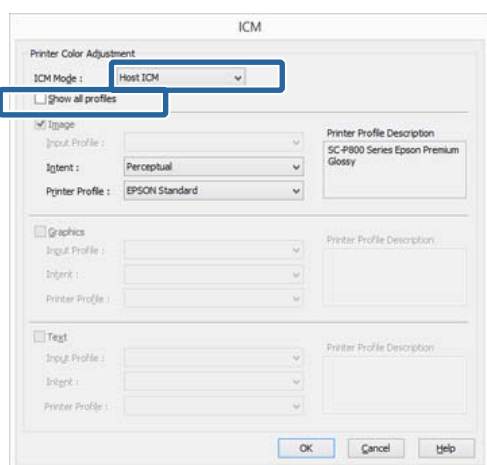 ICM
Printer Color Adjustment
ICM Mode : Host ICM
Show all profiles
Image
Input Profile :
Intent : Perceptual
Printer Profile : EPSON Standard
Printer Profile Description
SC-P800 Series Epson Premium
Glossy
Graphics
Input Profile :
Intent :
Printer Profile :
Printer Profile Description
Text
Input Profile :
Intent :
Printer Profile :
Printer Profile Description
OK Cancel Help